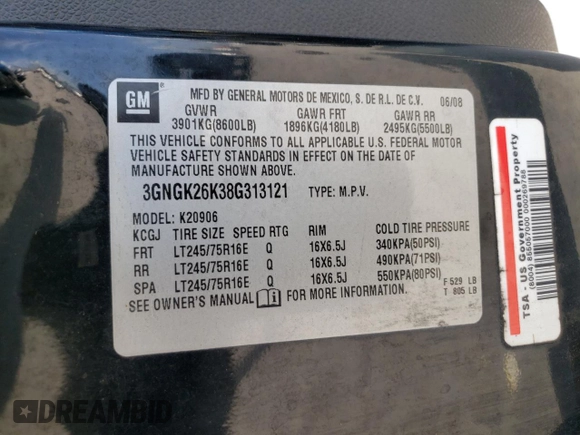 GM
MFD BY GENERAL MOTORS DE MEXICO, S. DE R.L. DE C.V. 06/08
GVWR GAWR FRT GAWR RR
3901KG(8600LB) 1896KG(4180LB) 2495KG(5500LB)
THIS VEHICLE CONFORMS TO ALL APPLICABLE U.S. FEDERAL MOTOR
VEHICLE SAFETY STANDARDS IN EFFECT ON THE DATE OF
MANUFACTURE SHOWN ABOVE.
3GNGK26K38G313121 TYPE: M.P.V.
MODEL: K20906
KCGJ TIRE SIZE SPEED RTG RIM COLD TIRE PRESSURE
FRT LT245/75R16E Q 16X6.5J 340KPA(50PSI)
RR LT245/75R16E Q 16X6.5J 490KPA(71PSI)
SPA LT245/75R16E Q 16X6.5J 550KPA(80PSI)
SEE OWNER'S MANUAL FOR MORE INFORMATION.
F 529 LB
T 805 LB
TSA - US Government Property
(8004) 855057000 000269788
DREAMBID